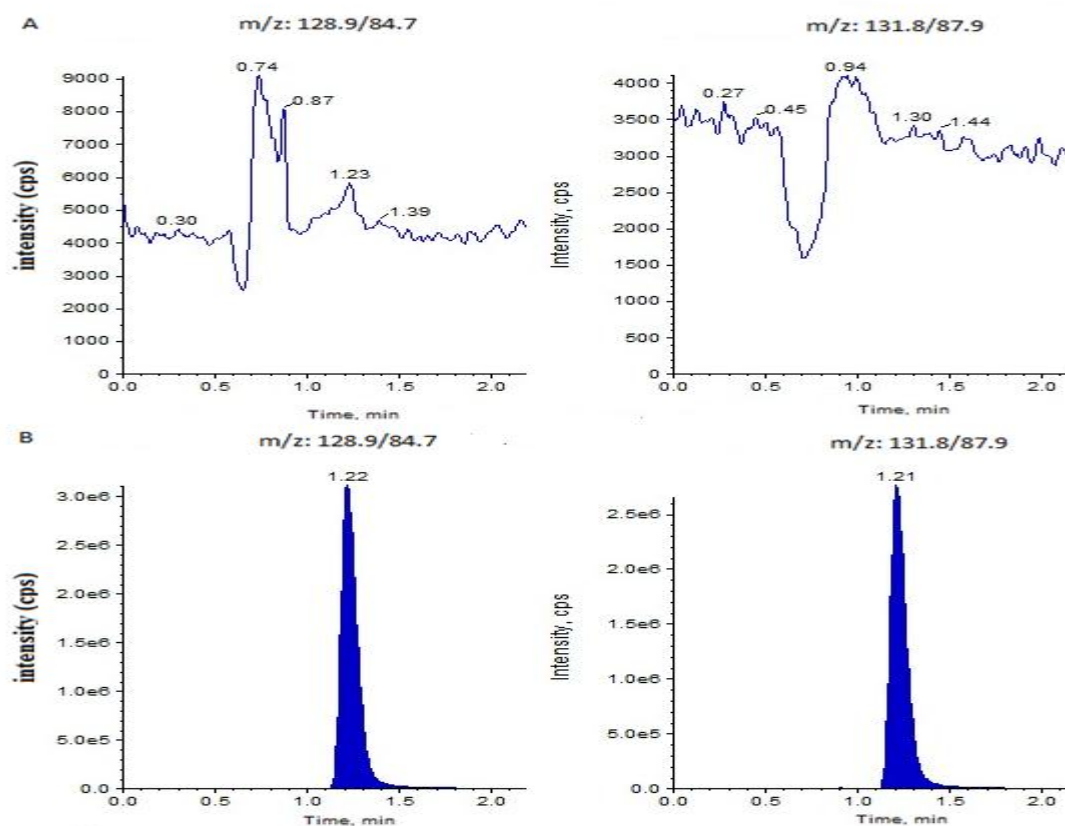 A
m/z: 128.9/84.7
m/z: 131.8/87.9
intensity (cps)
9000
8000
7000
6000
5000
4000
3000
2000
1000
0
0.74
0.87
1.23
0.30
1.39
0.0 0.5 1.0 1.5 2.0
Time, min
Intensity, cps
4000
3500
3000
2500
2000
1500
1000
500
0
0.27
0.45
0.94
1.30
1.44
0.0 0.5 1.0 1.5 2.0
Time, min
B
m/z: 128.9/84.7
m/z: 131.8/87.9
intensity (cps)
3.0e6
2.5e6
2.0e6
1.5e6
1.0e6
5.0e5
0.0
1.22
0.0 0.5 1.0 1.5 2.0
Time, min
Intensity, cps
2.5e6
2.0e6
1.5e6
1.0e6
5.0e5
0.0
1.21
0.0 0.5 1.0 1.5 2.0
Time, min